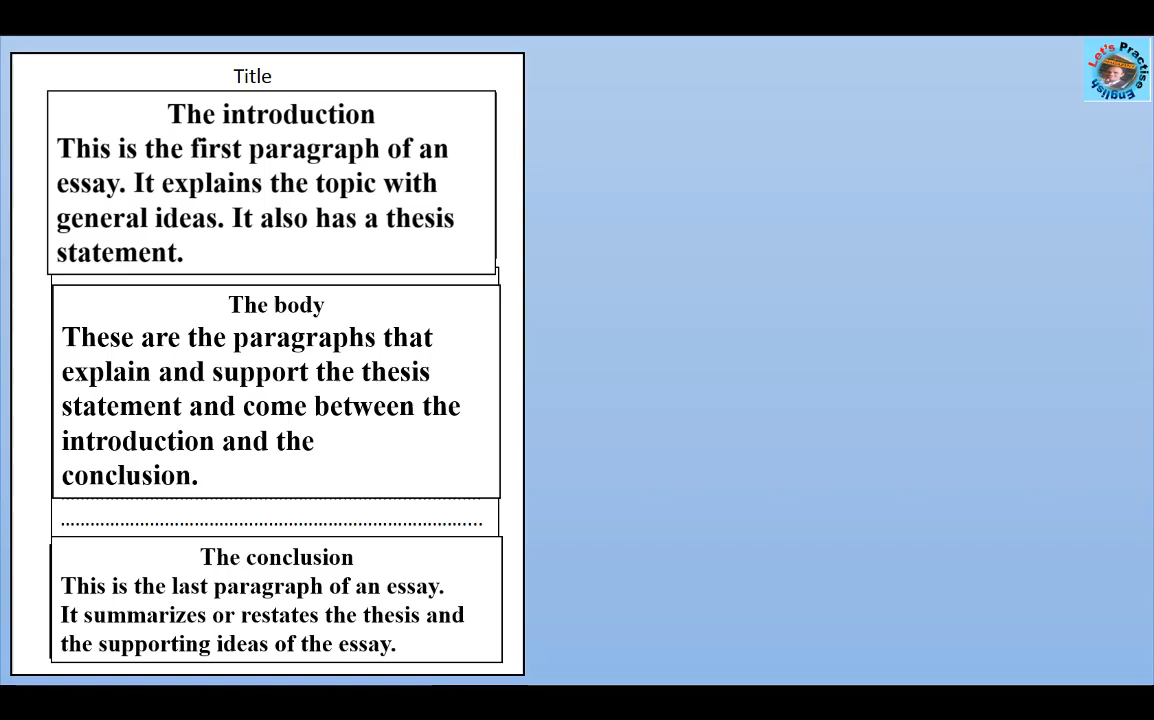 Title
The introduction
This is the first paragraph of an
essay. It explains the topic with
general ideas. It also has a thesis
statement.
The body
These are the paragraphs that
explain and support the thesis
statement and come between the
introduction and the
conclusion.
The conclusion
This is the last paragraph of an essay.
It summarizes or restates the thesis and
the supporting ideas of the essay.
Let's Practise English